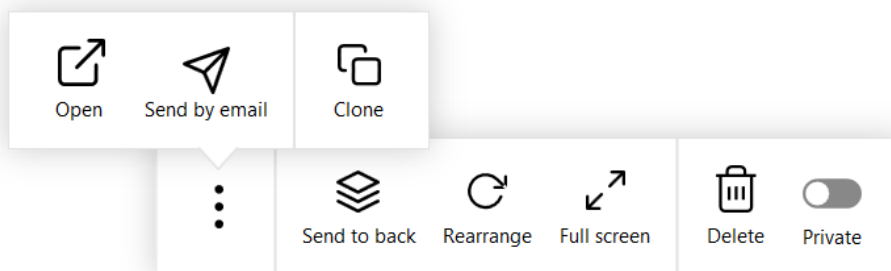 Open
Send by email
Clone
Send to back
Rearrange
Full screen
Delete
Private